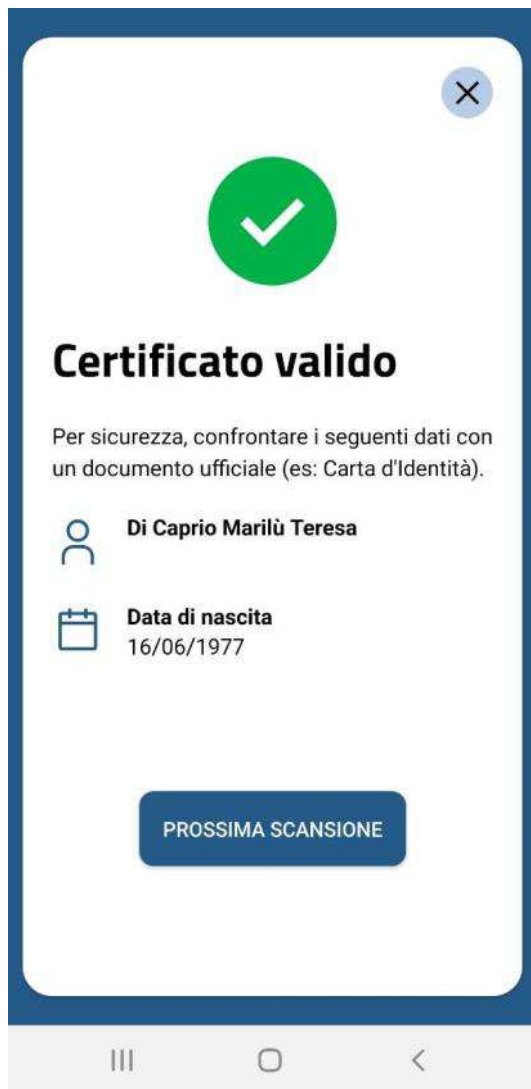 Certificato valido
Per sicurezza, confrontare i seguenti dati con
un documento ufficiale (es: Carta d'Identità).
Di Caprio Marilù Teresa
Data di nascita
16/06/1977
PROSSIMA SCANSIONE